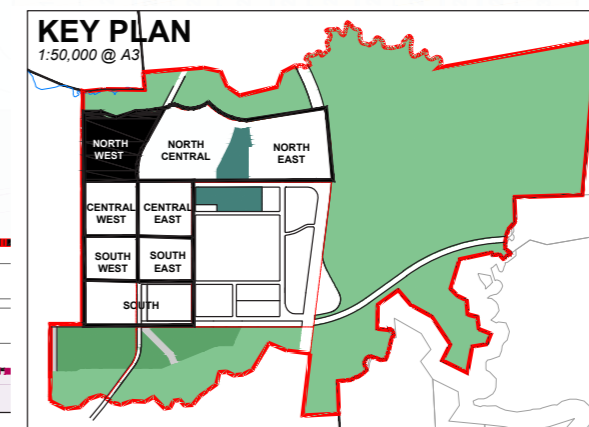 KEY PLAN
1:50,000 @ A3
NORTH
WEST
NORTH
CENTRAL
NORTH
EAST
CENTRAL
WEST
CENTRAL
EAST
SOUTH
WEST
SOUTH
EAST
SOUTH